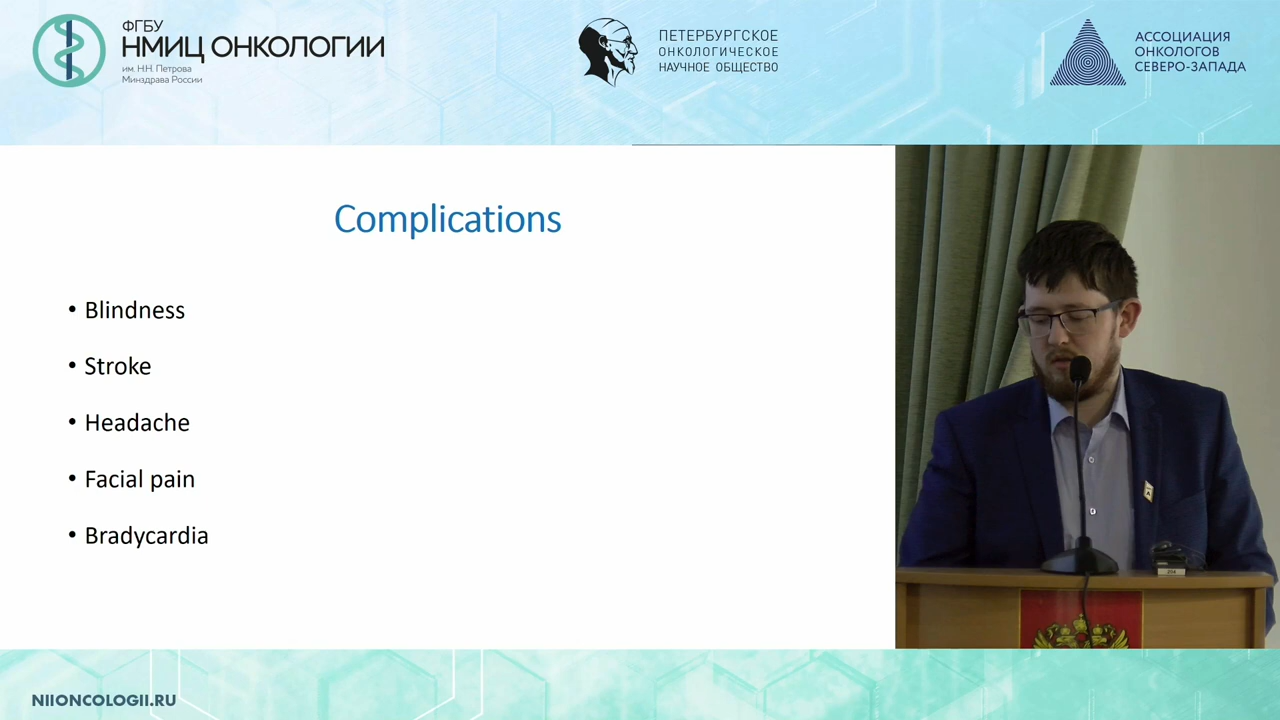 ФГБУ
НМИЦ ОНКОЛОГИИ
им. Н.Н. Петрова
Минздрава России
ПЕТЕРБУРГСКОЕ
ОНКОЛОГИЧЕСКОЕ
НАУЧНОЕ ОБЩЕСТВО
АССОЦИАЦИЯ
ОНКОЛОГОВ
СЕВЕРО-ЗАПАДА
Complications
• Blindness
• Stroke
• Headache
• Facial pain
• Bradycardia
NIIONCOLOGII.RU